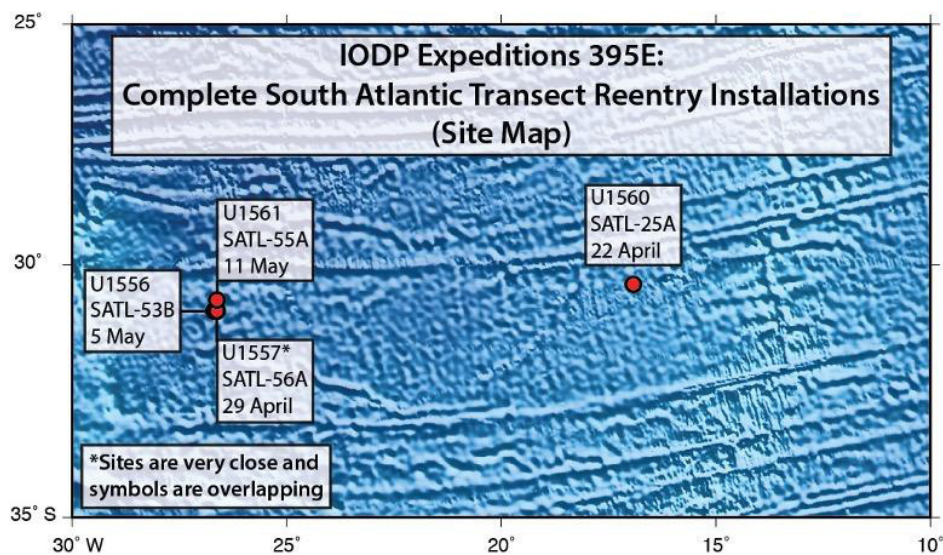 25°
IODP Expeditions 395E:
Complete South Atlantic Transect Reentry Installations
(Site Map)
U1561
SATL-55A
11 May
U1560
SATL-25A
22 April
30°
U1556
SATL-53B
5 May
U1557*
SATL-56A
29 April
*Sites are very close and
symbols are overlapping
35° S
30° W
25°
20°
15°
10°